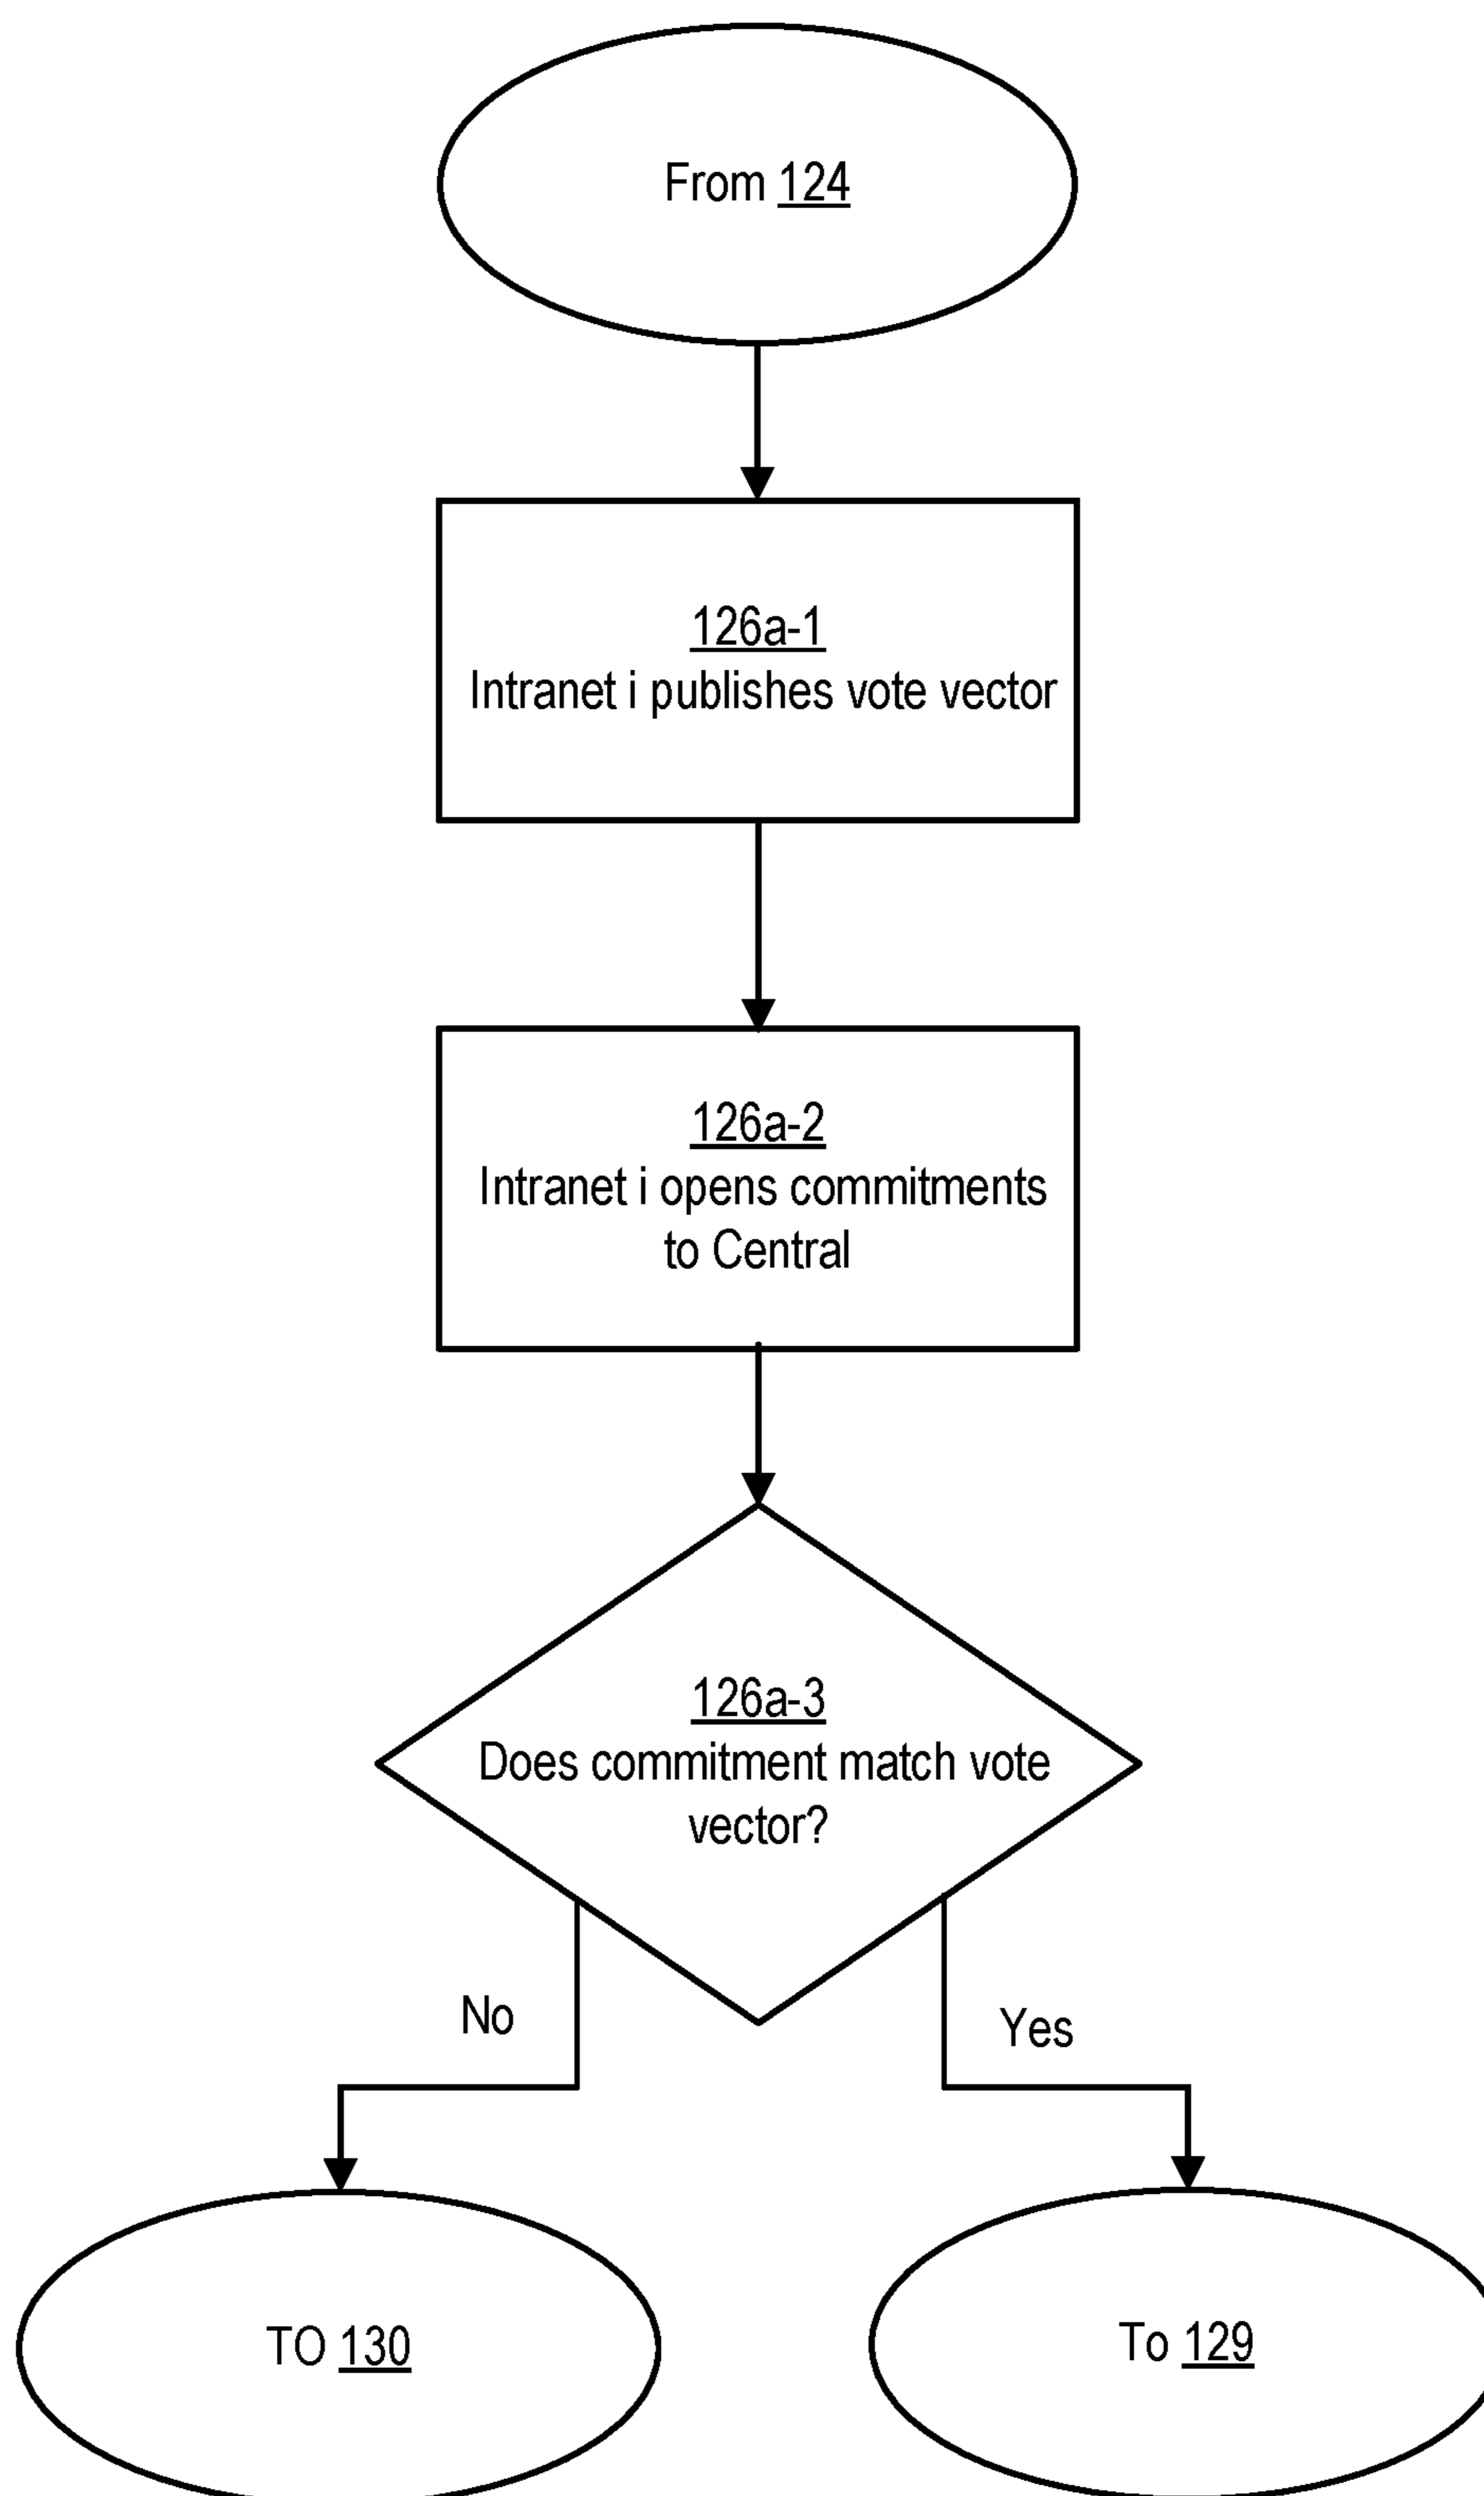 From 124
126a-1
Intranet i publishes vote vector
126a-2
Intranet i opens commitments
to Central
126a-3
Does commitment match vote
vector?
No
Yes
TO 130
To 129